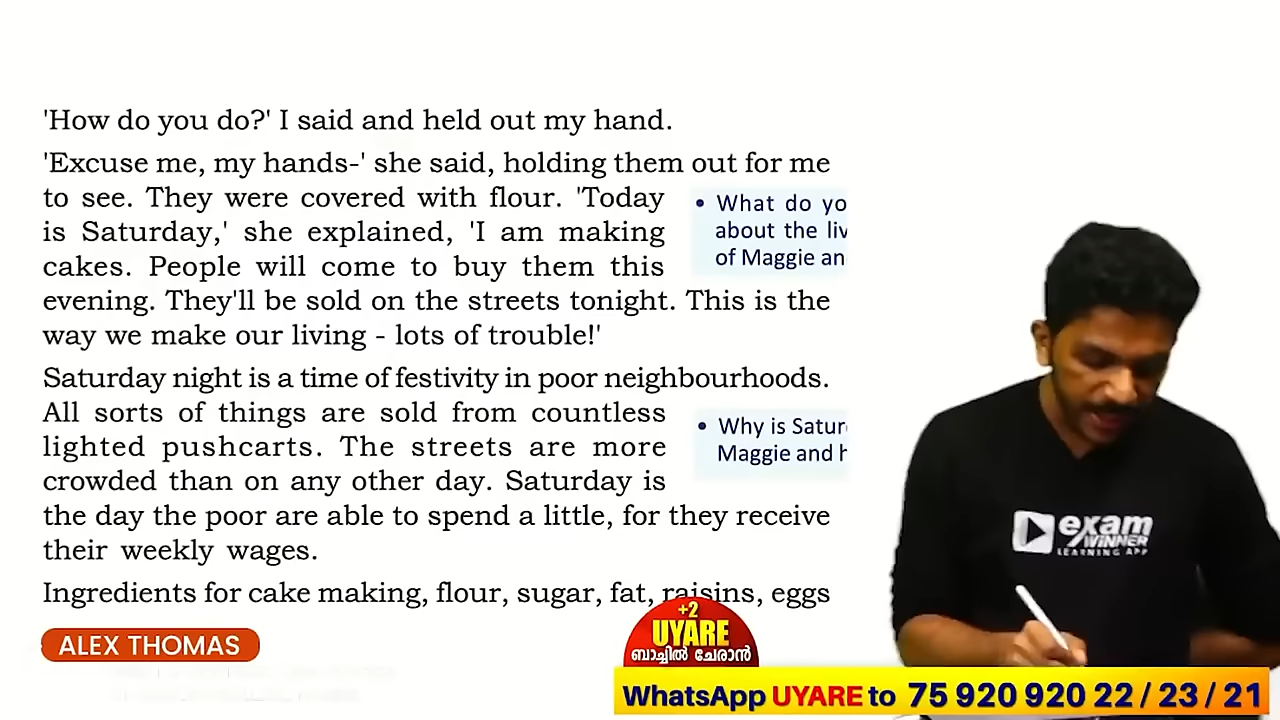 'How do you do?' I said and held out my hand.
'Excuse me, my hands-' she said, holding them out for me
to see. They were covered with flour. 'Today
is Saturday,' she explained, 'I am making
cakes. People will come to buy them this
evening. They'll be sold on the streets tonight. This is the
way we make our living - lots of trouble!'
• What do yo
about the liv
of Maggie an
Saturday night is a time of festivity in poor neighbourhoods.
All sorts of things are sold from countless
lighted pushcarts. The streets are more
crowded than on any other day. Saturday is
the day the poor are able to spend a little, for they receive
their weekly wages.
• Why is Satur
Maggie and h
Ingredients for cake making, flour, sugar, fat, raisins, eggs
ALEX THOMAS
exam
WINNER
LEARNING APP
+2
UYARE
ബാച്ചിൽ ചേരാൻ
WhatsApp UYARE to 75 920 920 22 / 23 / 21